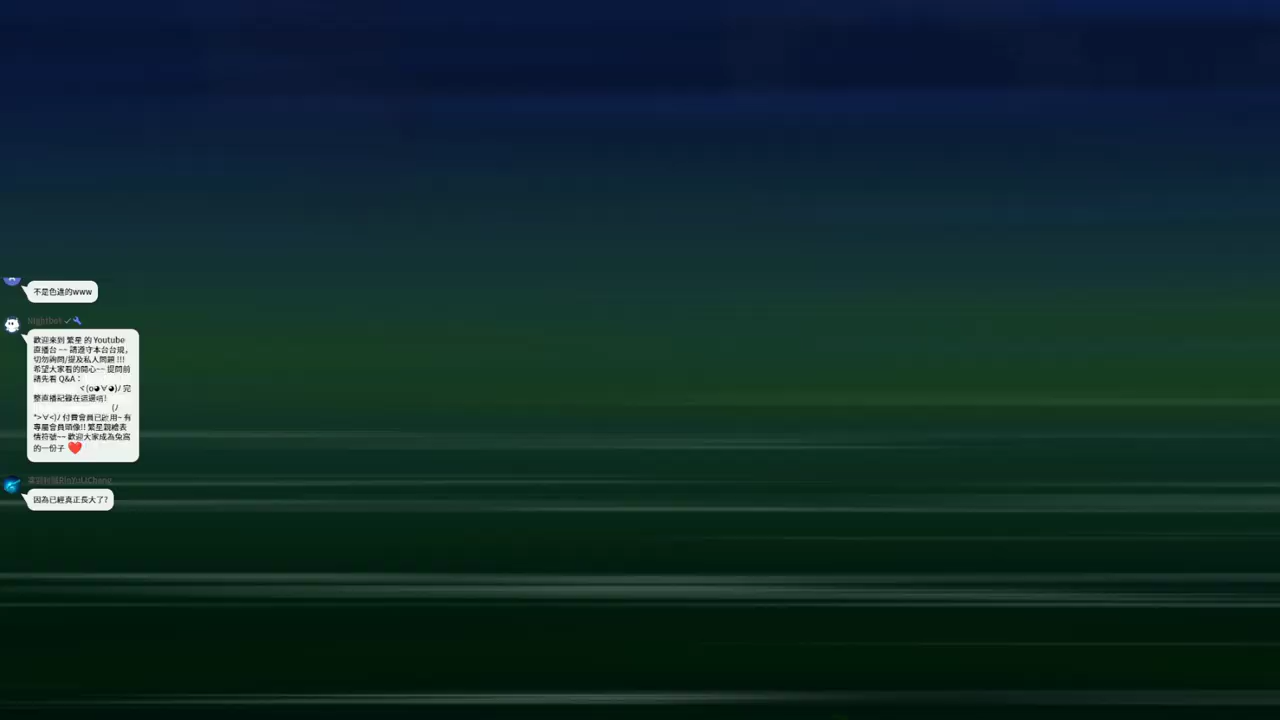 不是色違的www
Nightbot
歡迎來到 繁星 的 Youtube
直播台 ~~ 請遵守本台台規,
切勿詢問/提及私人問題 !!!
希望大家看的開心~~ 提問前
請先看 Q&A：
ヾ(o◕∀◕)ﾉ 完
整直播記錄在這邊唷!
(ﾉ
*>∀<)ﾉ 付費會員已啟用~ 有
專屬會員頭像!! 繁星親繪表
情符號~~ 歡迎大家成為兔窩
的一份子 ❤️
因為已經真正長大了?